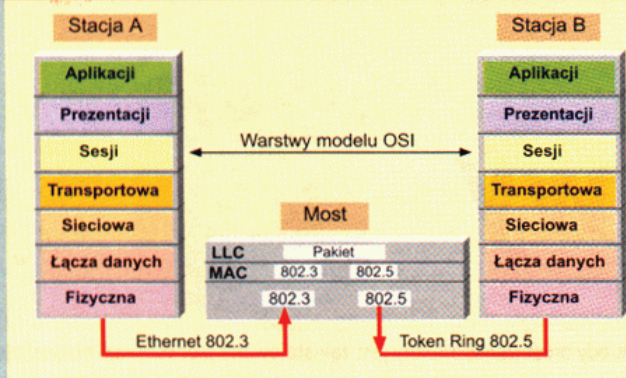 Stacja A
Stacja B
Aplikacji
Prezentacji
Sesji
Transportowa
Sieciowa
Łącza danych
Fizyczna
Warstwy modelu OSI
Aplikacji
Prezentacji
Sesji
Transportowa
Sieciowa
Łącza danych
Fizyczna
Most
LLC Pakiet
MAC 802.3 802.5
802.3 802.5
Ethernet 802.3
Token Ring 802.5